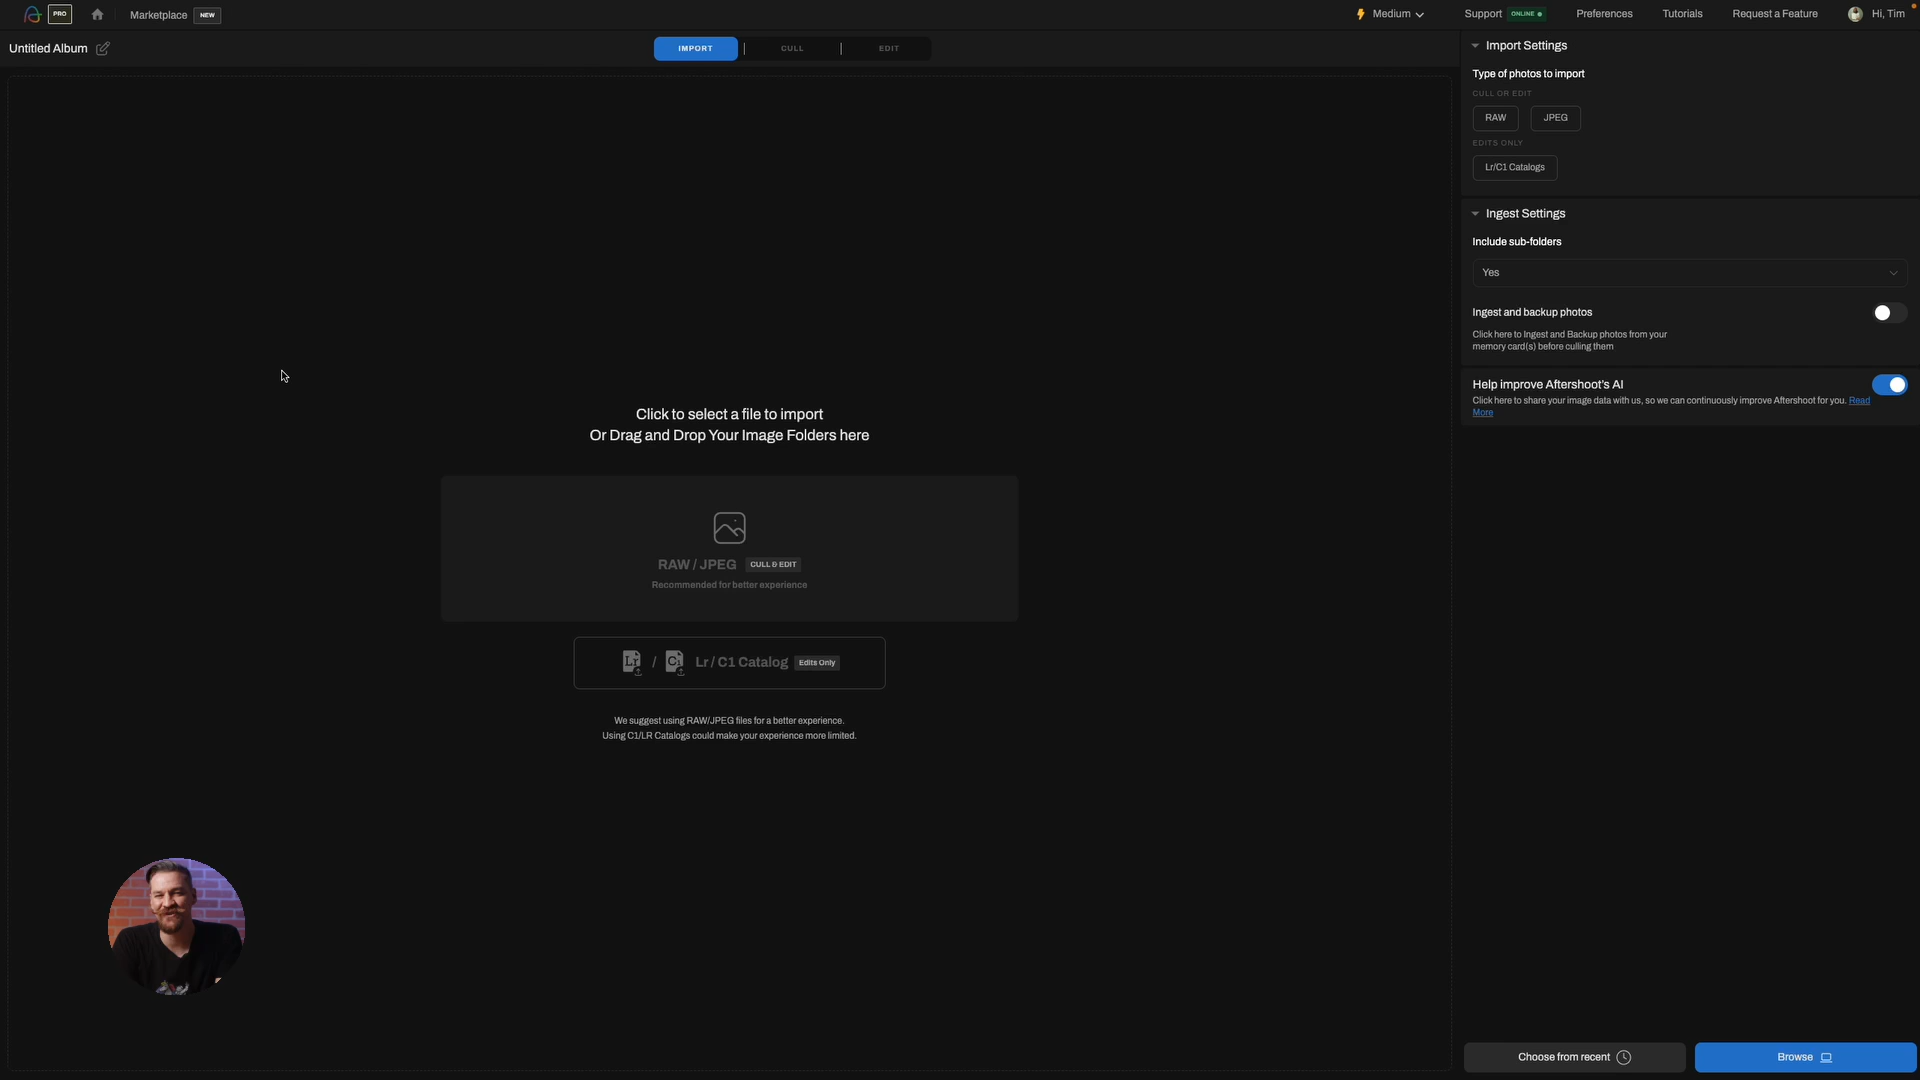 PRO
Marketplace NEW
Medium
Support ONLINE
Preferences
Tutorials
Request a Feature
Hi, Tim
Untitled Album
IMPORT
CULL
EDIT
Click to select a file to import
Or Drag and Drop Your Image Folders here
RAW / JPEG CULL & EDIT
Recommended for better experience
Lr / C1 Lr / C1 Catalog Edits Only
We suggest using RAW/JPEG files for a better experience.
Using C1/LR Catalogs could make your experience more limited.
Import Settings
Type of photos to import
CULL OR EDIT
RAW JPEG
EDITS ONLY
Lr/C1 Catalogs
Ingest Settings
Include sub-folders
Yes
Ingest and backup photos
Click here to Ingest and Backup photos from your
memory card(s) before culling them
Help improve Aftershoot's AI
Click here to share your image data with us, so we can continuously improve Aftershoot for you. Read
More
Choose from recent
Browse